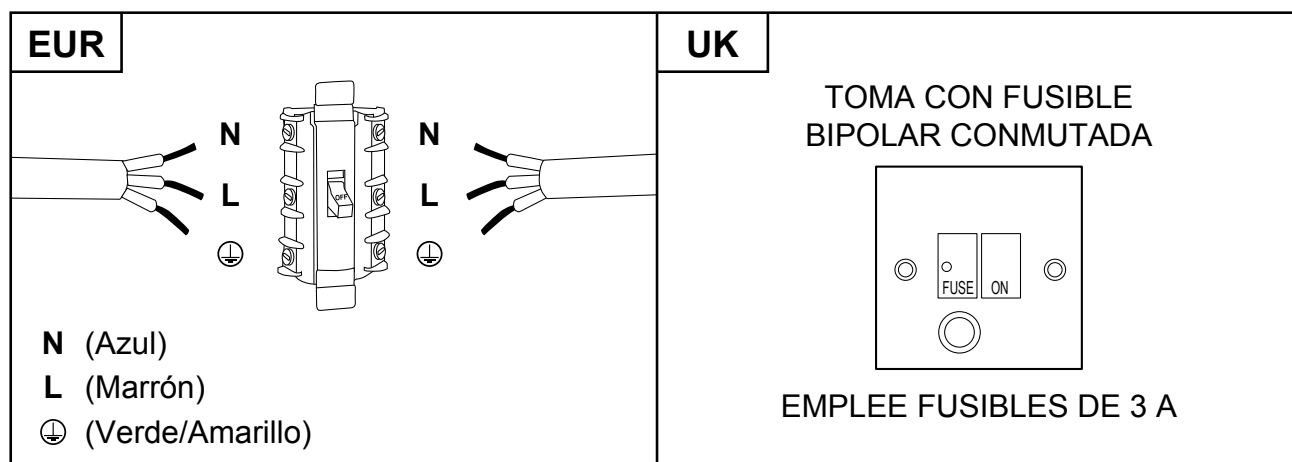 EUR
N
N
L
L
OFF
N (Azul)
L (Marrón)
(Verde/Amarillo)
UK
TOMA CON FUSIBLE
BIPOLAR CONMUTADA
FUSE ON
EMPLEE FUSIBLES DE 3 A